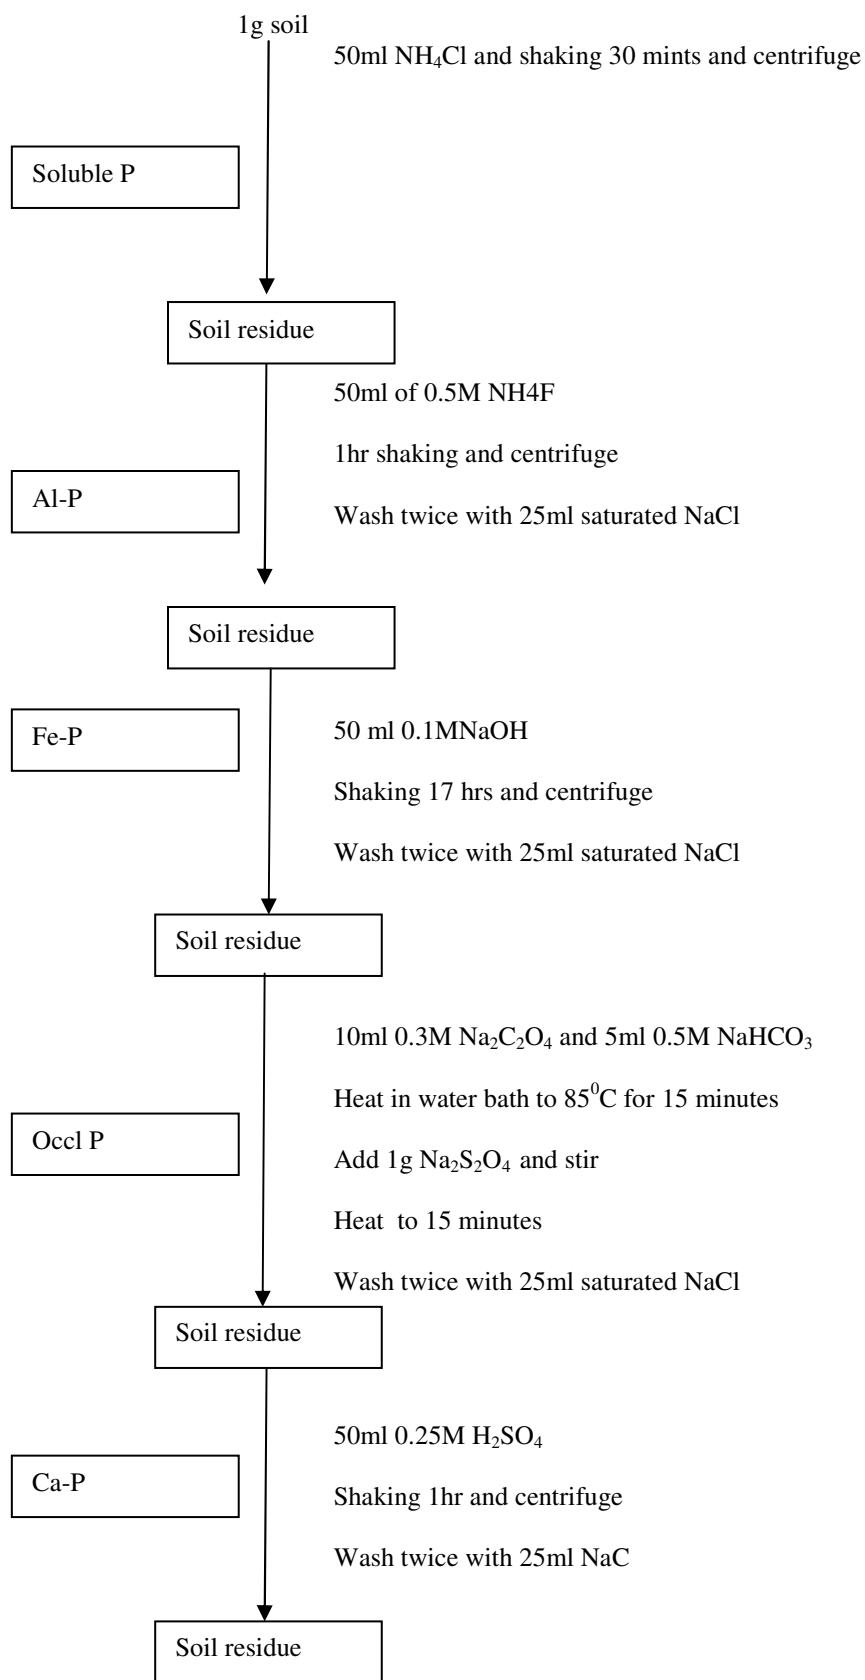 1g soil
50ml NH₄Cl and shaking 30 mints and centrifuge
Soluble P
Soil residue
50ml of 0.5M NH4F
1hr shaking and centrifuge
Al-P
Wash twice with 25ml saturated NaCl
Soil residue
Fe-P
50 ml 0.1MNaOH
Shaking 17 hrs and centrifuge
Wash twice with 25ml saturated NaCl
Soil residue
10ml 0.3M Na₂C₂O₄ and 5ml 0.5M NaHCO₃
Heat in water bath to 85⁰C for 15 minutes
Occl P
Add 1g Na₂S₂O₄ and stir
Heat to 15 minutes
Wash twice with 25ml saturated NaCl
Soil residue
50ml 0.25M H₂SO₄
Ca-P
Shaking 1hr and centrifuge
Wash twice with 25ml NaC
Soil residue